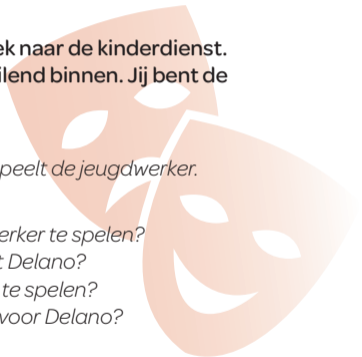 ek naar de kinderdienst.
ilend binnen. Jij bent de
peelt de jeugdwerker.
erker te spelen?
t Delano?
te spelen?
voor Delano?